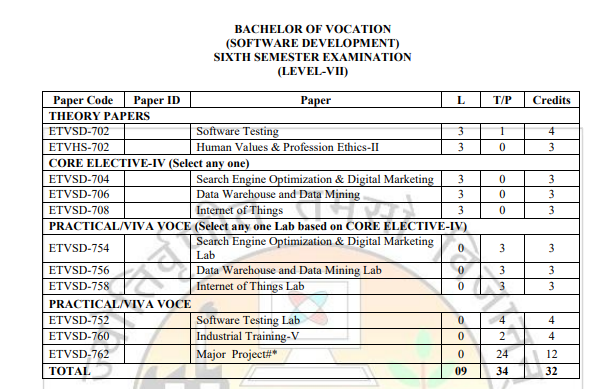 BACHELOR OF VOCATION
(SOFTWARE DEVELOPMENT)
SIXTH SEMESTER EXAMINATION
(LEVEL-VII)
Paper Code Paper ID Paper L T/P Credits
THEORY PAPERS
ETVSD-702 Software Testing 3 1 4
ETVHS-702 Human Values & Profession Ethics-II 3 0 3
CORE ELECTIVE-IV (Select any one)
ETVSD-704 Search Engine Optimization & Digital Marketing 3 0 3
ETVSD-706 Data Warehouse and Data Mining 3 0 3
ETVSD-708 Internet of Things 3 0 3
PRACTICAL/VIVA VOCE (Select any one Lab based on CORE ELECTIVE-IV)
ETVSD-754 Search Engine Optimization & Digital Marketing Lab 0 3 3
ETVSD-756 Data Warehouse and Data Mining Lab 0 3 3
ETVSD-758 Internet of Things Lab 0 3 3
PRACTICAL/VIVA VOCE
ETVSD-752 Software Testing Lab 0 4 4
ETVSD-760 Industrial Training-V 0 2 4
ETVSD-762 Major Project#* 0 24 12
TOTAL 09 34 32